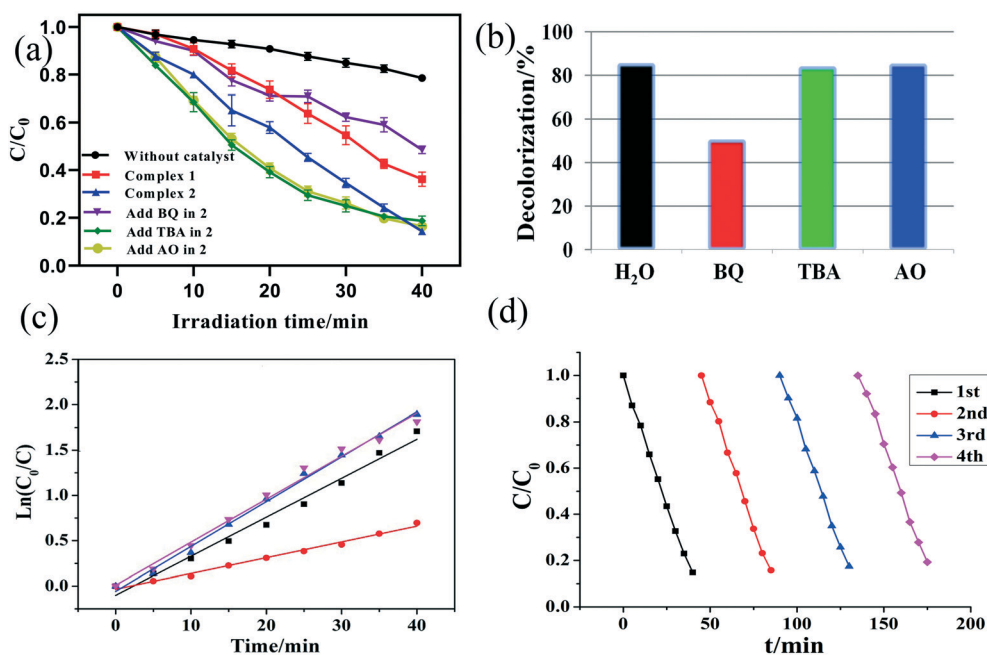 (a)
C/C₀
1.0
0.8
0.6
0.4
0.2
0.0
Without catalyst
Complex 1
Complex 2
Add BQ in 2
Add TBA in 2
Add AO in 2
0 10 20 30 40
Irradiation time/min
(b)
Decolorization/%
100
80
60
40
20
0
H₂O BQ TBA AO
(c)
Ln(C₀/C)
2.5
2.0
1.5
1.0
0.5
0.0
0 10 20 30 40
Time/min
(d)
C/C₀
1.0
0.8
0.6
0.4
0.2
0.0
1st
2nd
3rd
4th
0 50 100 150 200
t/min